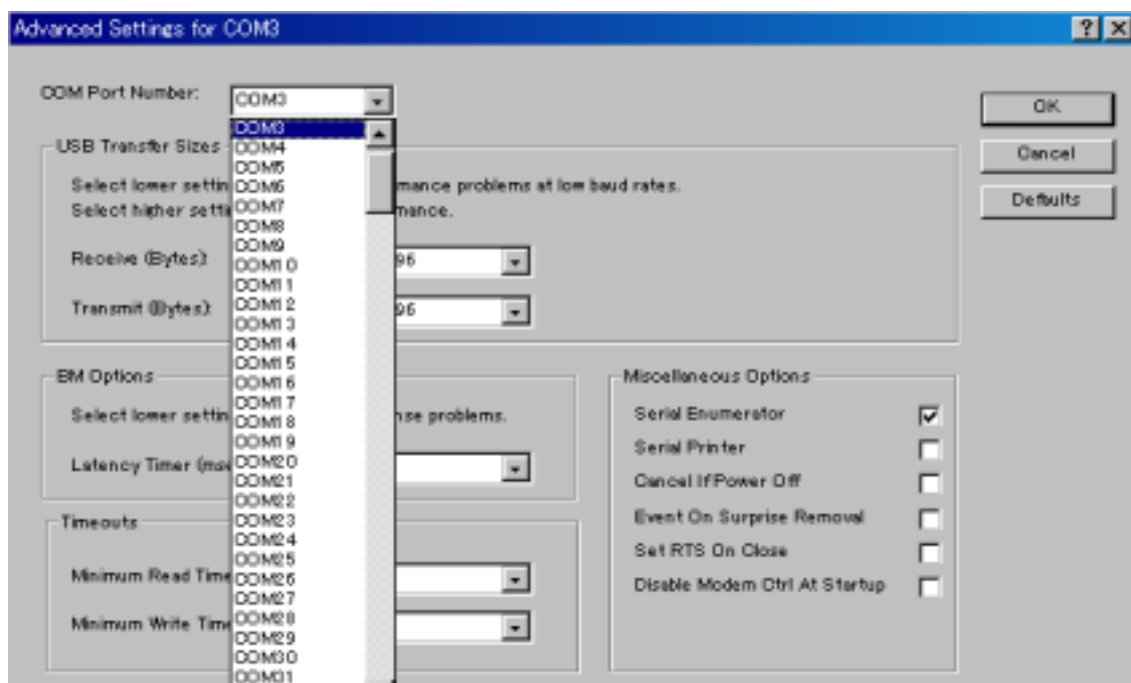 Advanced Settings for COM3
COM Port Number:
COM3
OK
Cancel
Defaults
COM3
COM4
COM5
COM6
COM7
COM8
COM9
COM10
COM11
COM12
COM13
COM14
COM15
COM16
COM17
COM18
COM19
COM20
COM21
COM22
COM23
COM24
COM25
COM26
COM27
COM28
COM29
COM30
COM31
USB Transfer Sizes
Select lower settin mance problems at low baud rates.
Select higher setti mance.
Receive (Bytes): 96
Transmit (Bytes): 96
BM Options
Select lower settin nse problems.
Latency Timer (mse
Timeouts
Minimum Read Time
Minimum Write Time
Miscellaneous Options
Serial Enumerator
Serial Printer
Cancel If Power Off
Event On Surprise Removal
Set RTS On Close
Disable Modem Ctrl At Startup